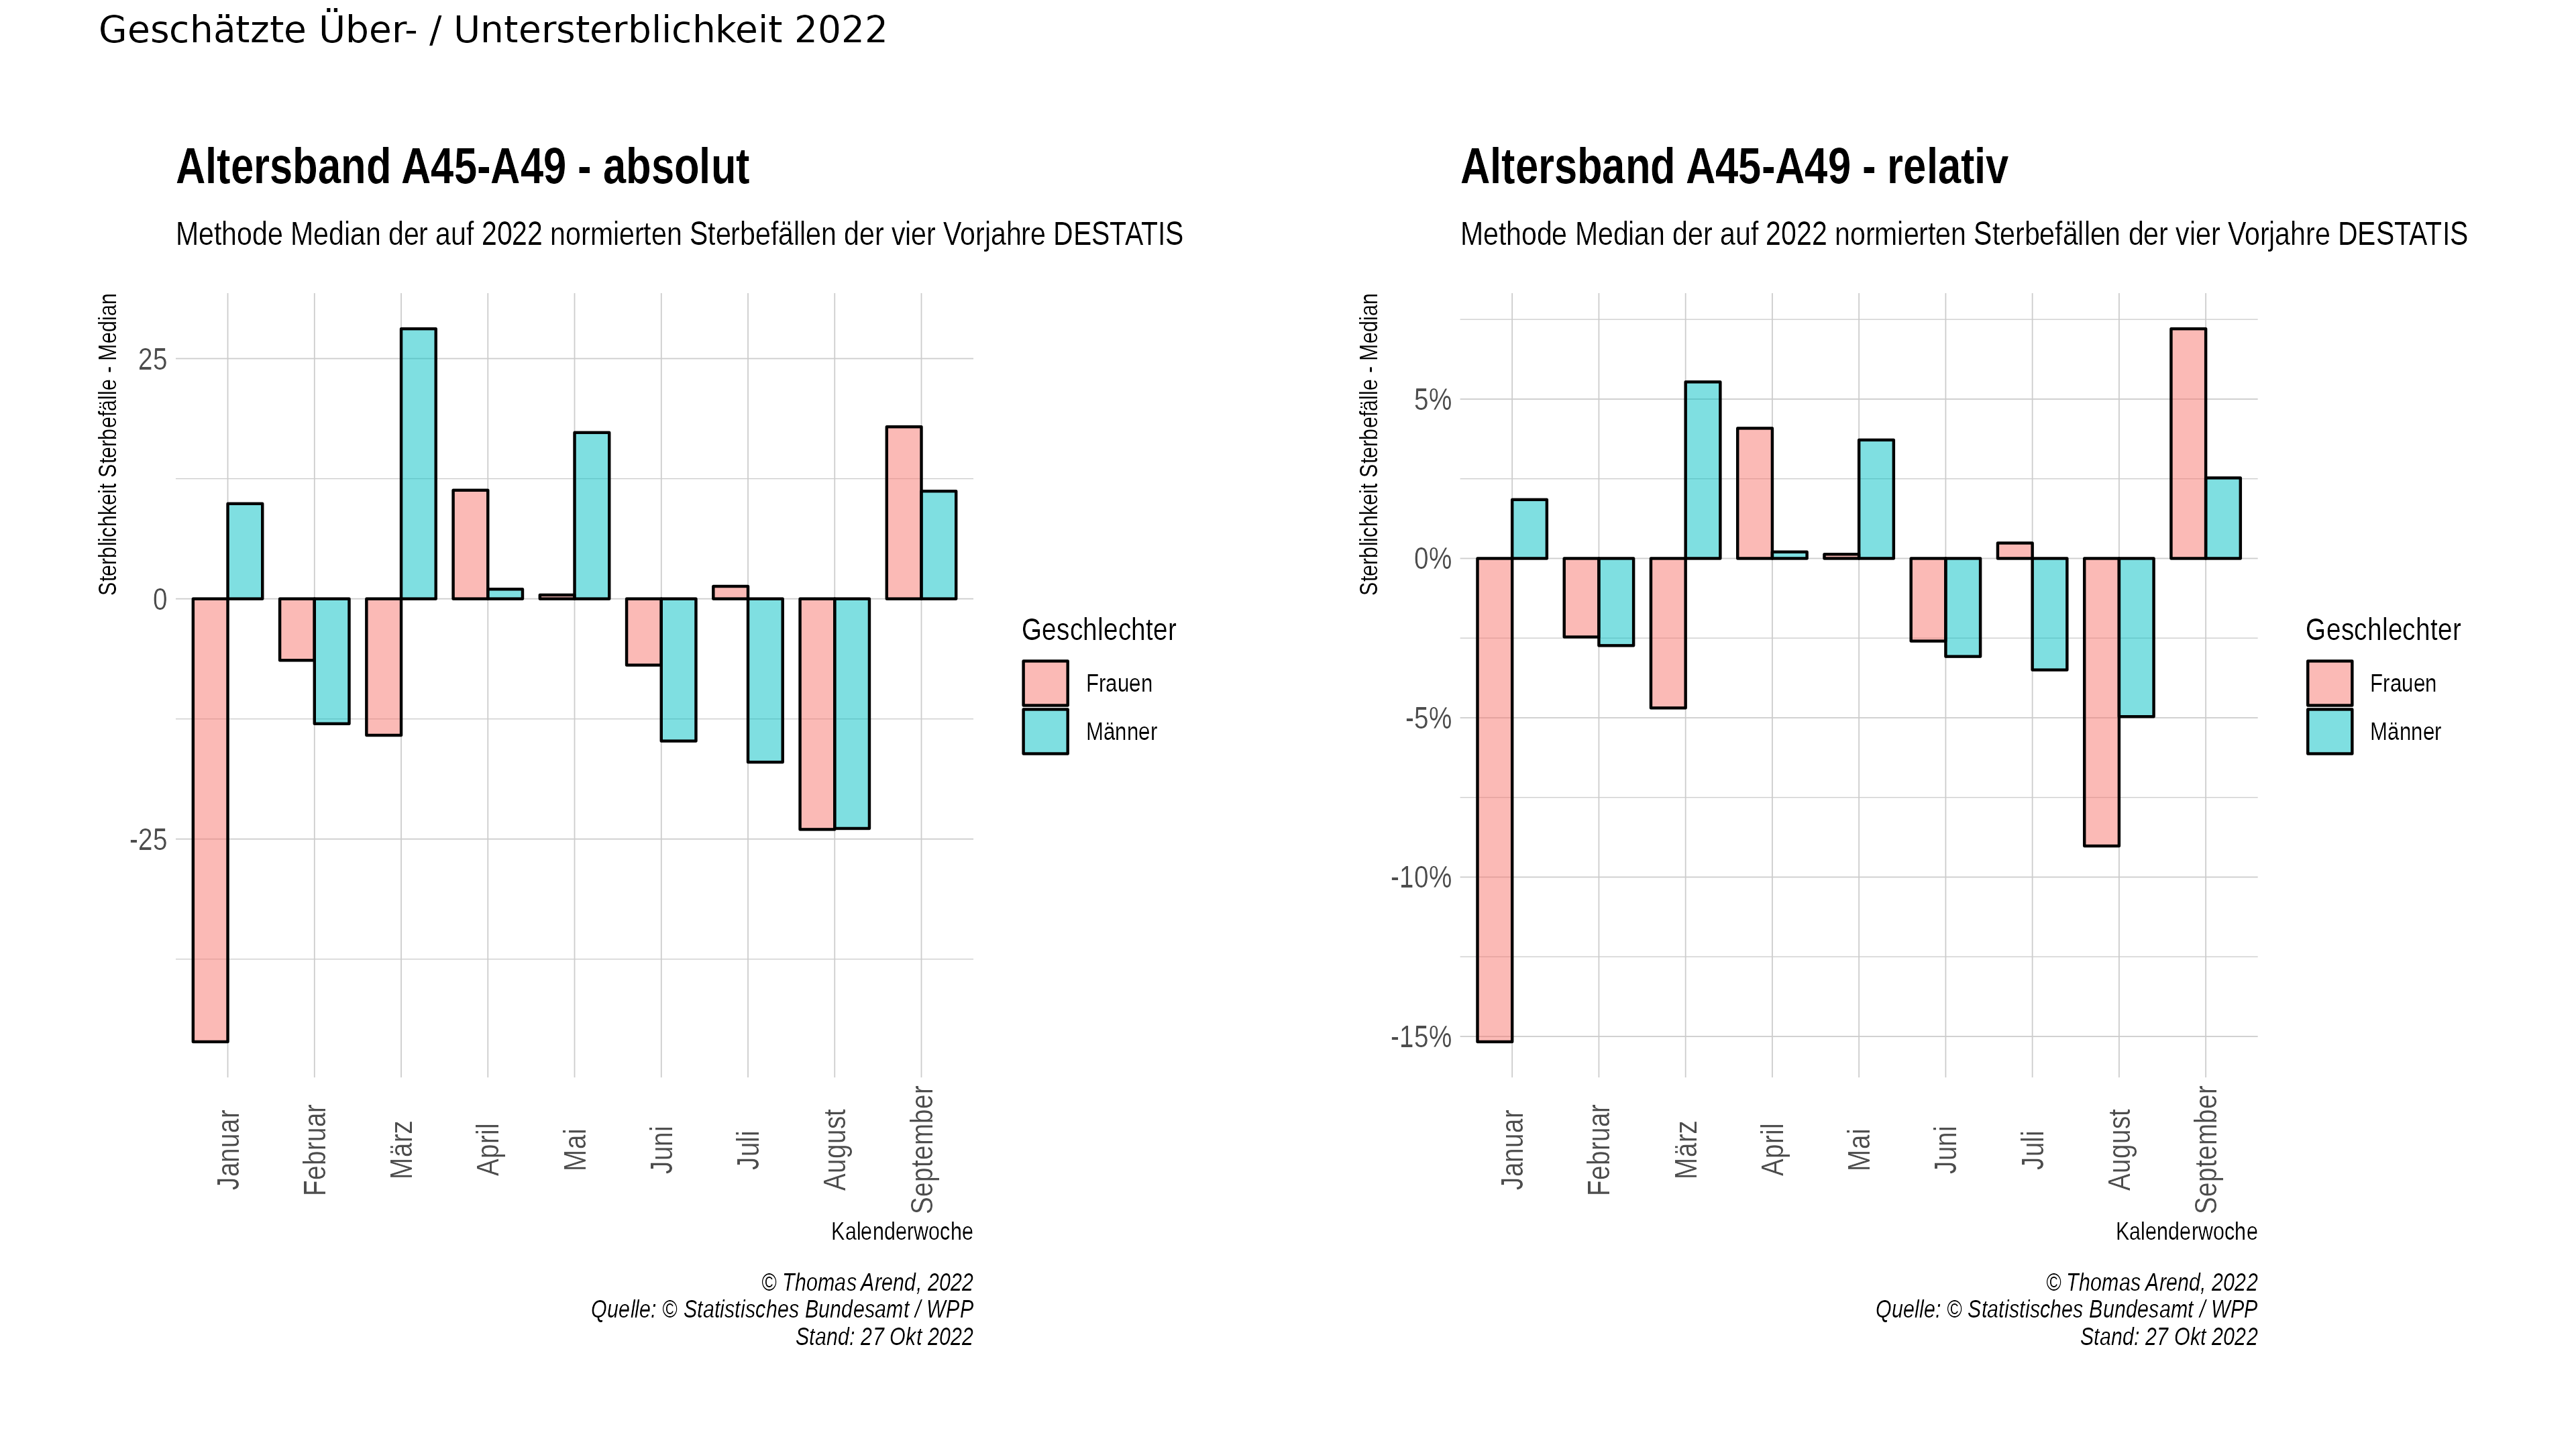 Geschätzte Über- / Untersterblichkeit 2022
Altersband A45-A49 - absolut
Methode Median der auf 2022 normierten Sterbefällen der vier Vorjahre DESTATIS
Sterblichkeit Sterbefälle - Median
25
0
-25
Januar
Februar
März
April
Mai
Juni
Juli
August
September
Kalenderwoche
Geschlechter
Frauen
Männer
© Thomas Arend, 2022
Quelle: © Statistisches Bundesamt / WPP
Stand: 27 Okt 2022
Altersband A45-A49 - relativ
Methode Median der auf 2022 normierten Sterbefällen der vier Vorjahre DESTATIS
Sterblichkeit Sterbefälle - Median
5%
0%
-5%
-10%
-15%
Januar
Februar
März
April
Mai
Juni
Juli
August
September
Kalenderwoche
Geschlechter
Frauen
Männer
© Thomas Arend, 2022
Quelle: © Statistisches Bundesamt / WPP
Stand: 27 Okt 2022